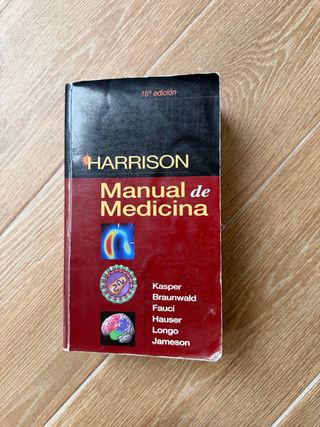 16ª edición
HARRISON
Manual de
Medicina
Kasper
Braunwald
Fauci
Hauser
Longo
Jameson